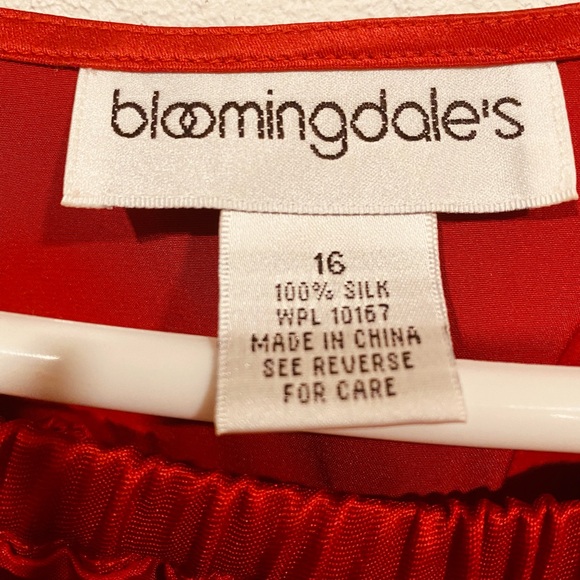 bloomingdale's
16
100% SILK
WPL 10167
MADE IN CHINA
SEE REVERSE
FOR CARE